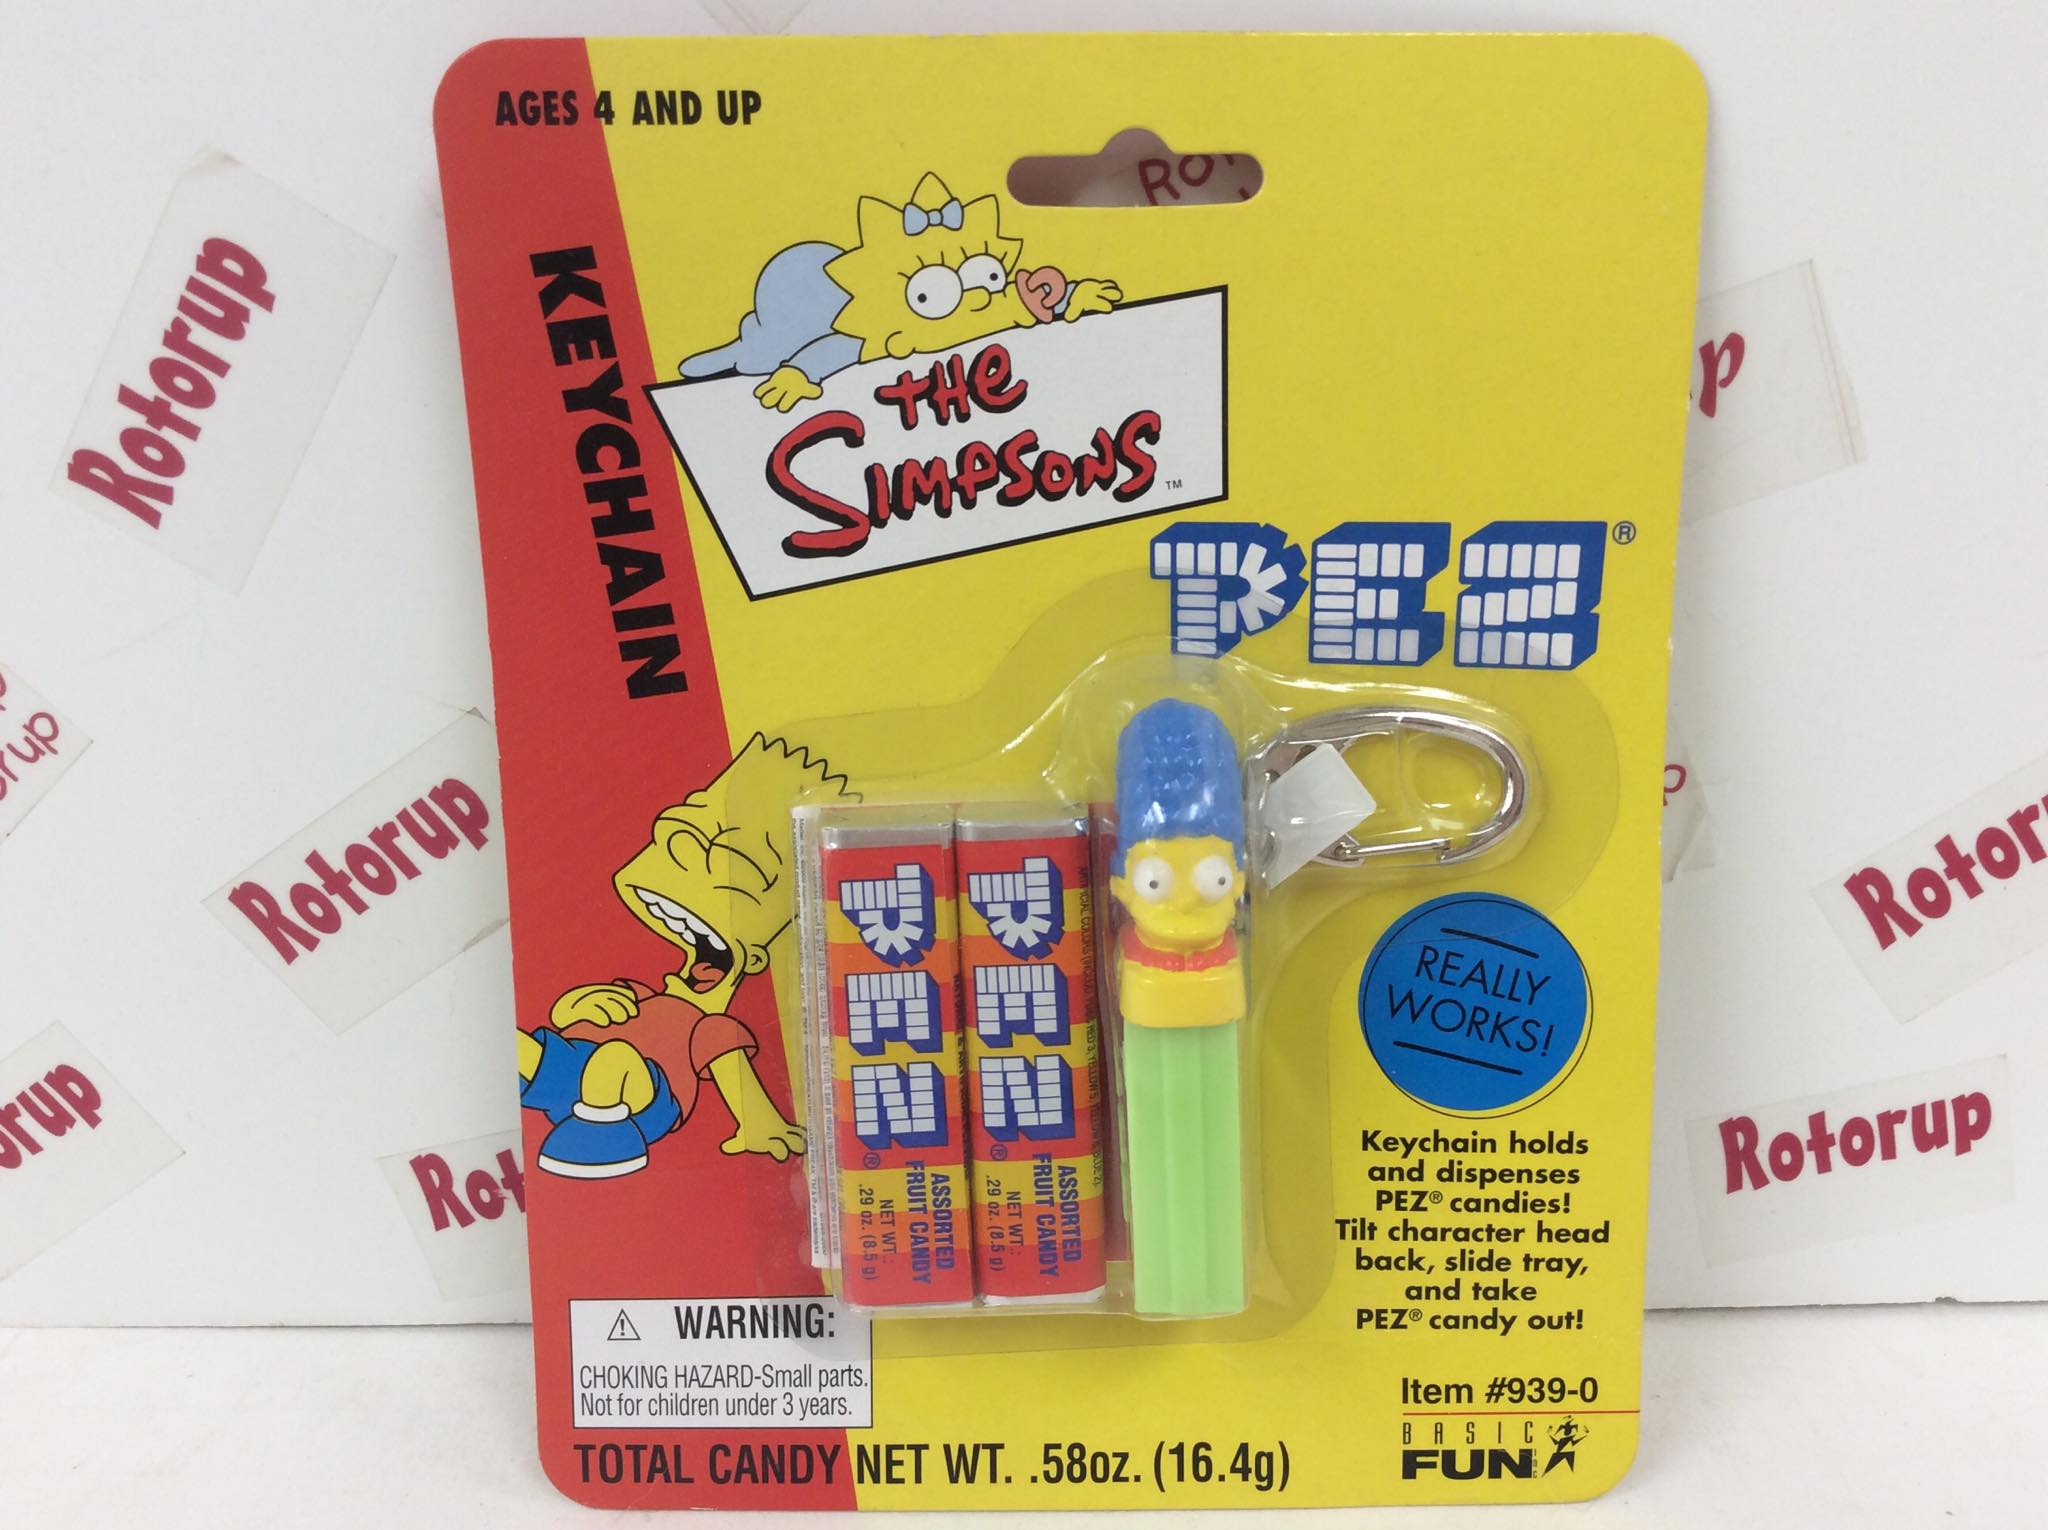 AGES 4 AND UP
KEYCHAIN
THE
SIMPSONS™
PEZ®
PEZ®
ASSORTED
FRUIT CANDY
NET WT.:
.29 oz. (8.5 g)
PEZ®
ASSORTED
FRUIT CANDY
NET WT.:
.29 oz. (8.5 g)
REALLY
WORKS!
Keychain holds
and dispenses
PEZ® candies!
Tilt character head
back, slide tray,
and take
PEZ® candy out!
Item #939-0
BASIC
FUN
⚠ WARNING:
CHOKING HAZARD-Small parts.
Not for children under 3 years.
TOTAL CANDY NET WT. .58oz. (16.4g)
Rotorup
Rotorup
Rotorup